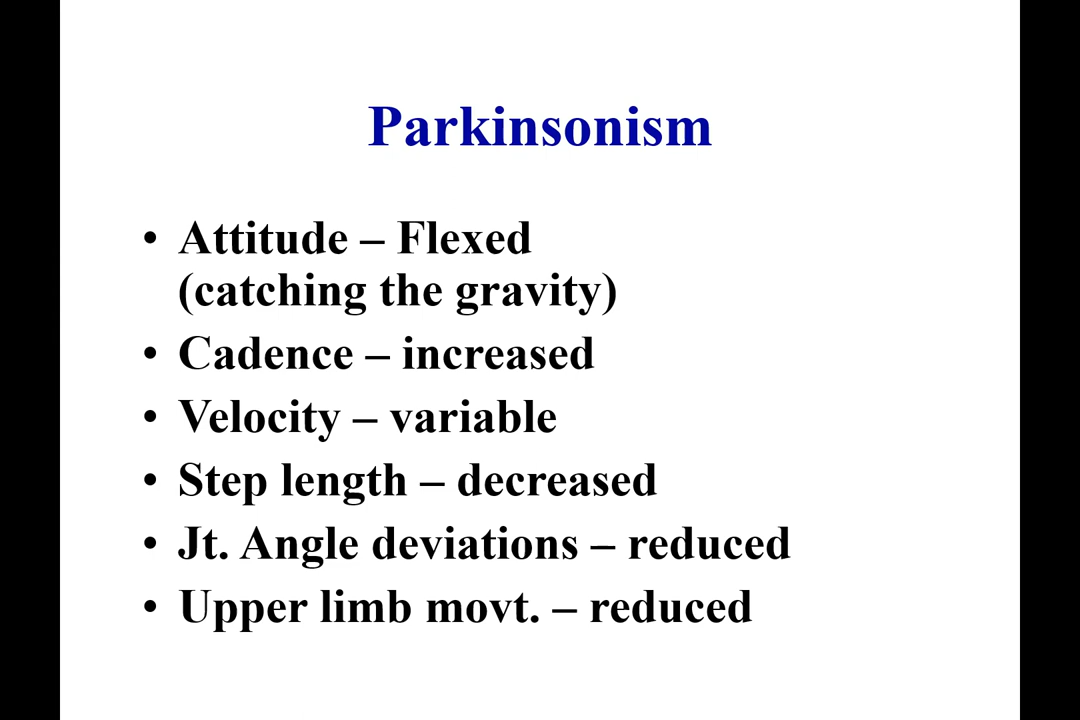 Parkinsonism
• Attitude – Flexed
(catching the gravity)
• Cadence – increased
• Velocity – variable
• Step length – decreased
• Jt. Angle deviations – reduced
• Upper limb movt. – reduced